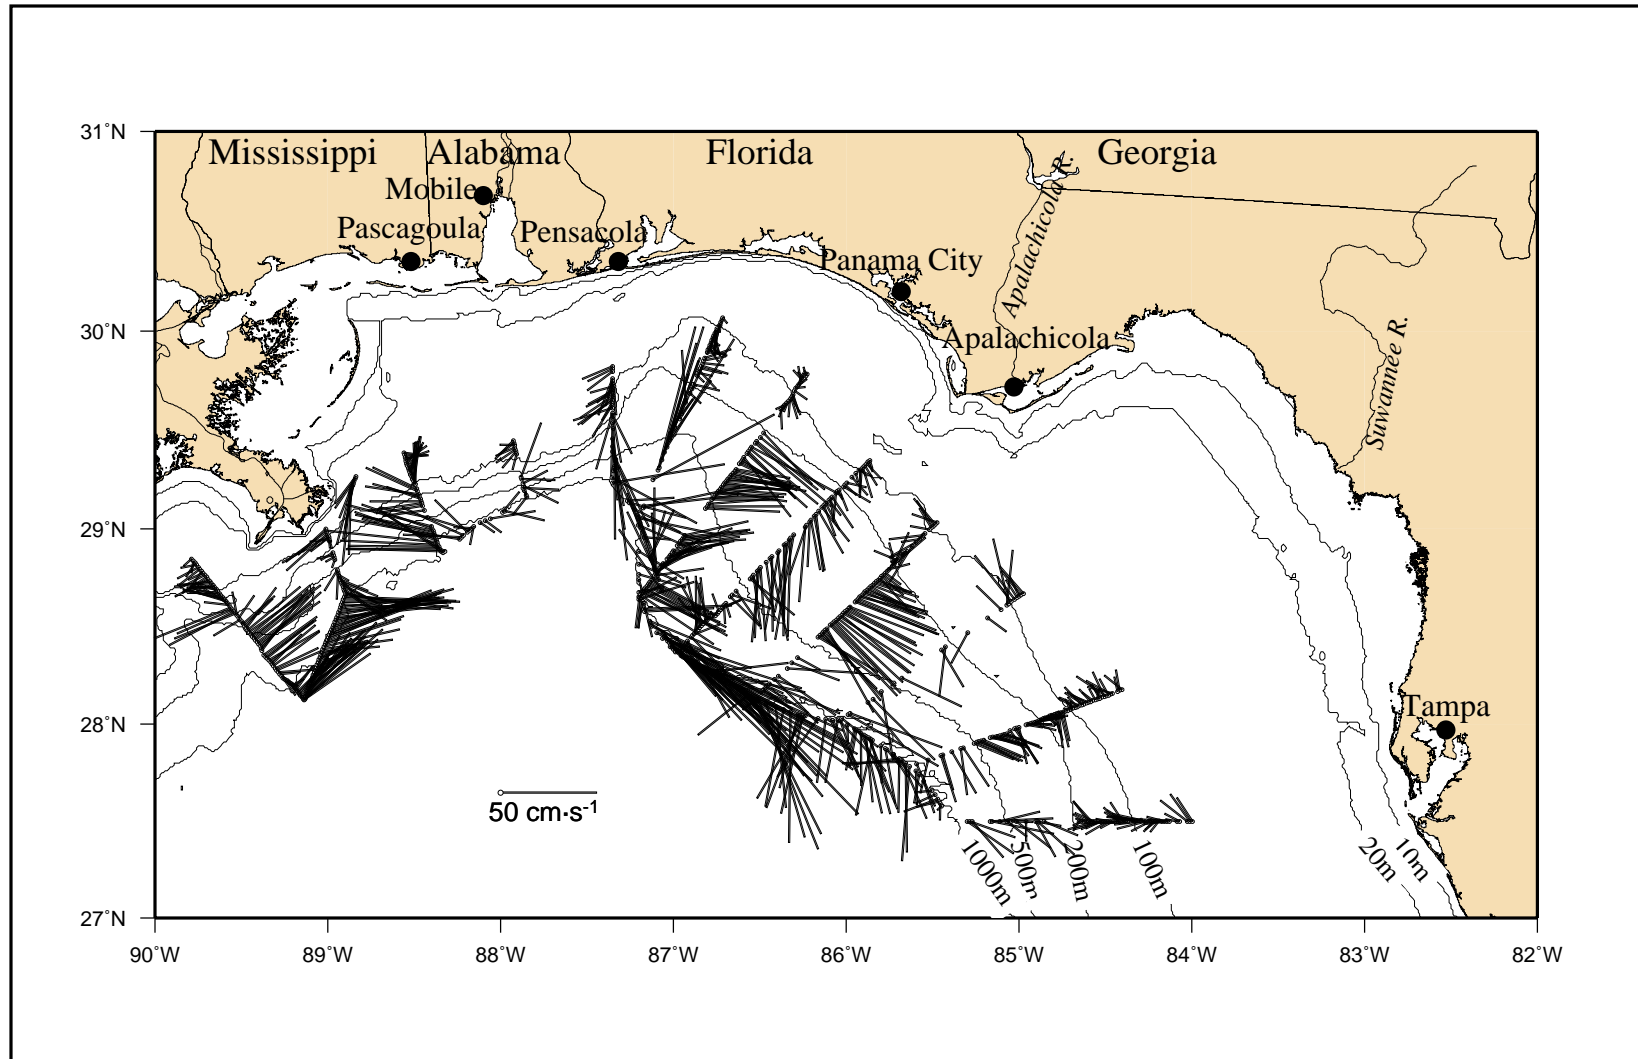 31˚N
Mississippi
Alabama
Florida
Georgia
Mobile
Apalachicola R.
Pascagoula
Pensacola
Panama City
30˚N
Apalachicola
Suwannee R.
29˚N
28˚N
Tampa
50 cm·s-1
1000m
500m
200m
100m
20m
10m
27˚N
90˚W 89˚W 88˚W 87˚W 86˚W 85˚W 84˚W 83˚W 82˚W